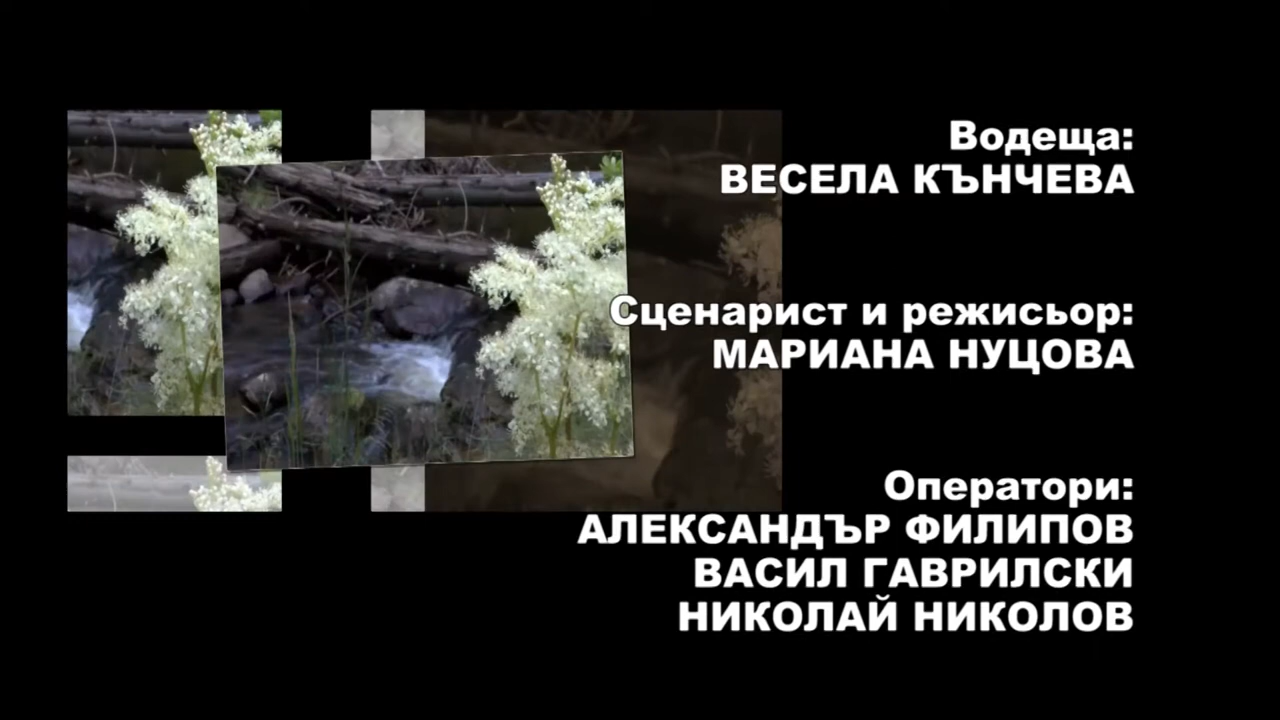 Водеща:
ВЕСЕЛА КЪНЧЕВА
Сценарист и режисьор:
МАРИАНА НУЦОВА
Оператори:
АЛЕКСАНДЪР ФИЛИПОВ
ВАСИЛ ГАВРИЛСКИ
НИКОЛАЙ НИКОЛОВ